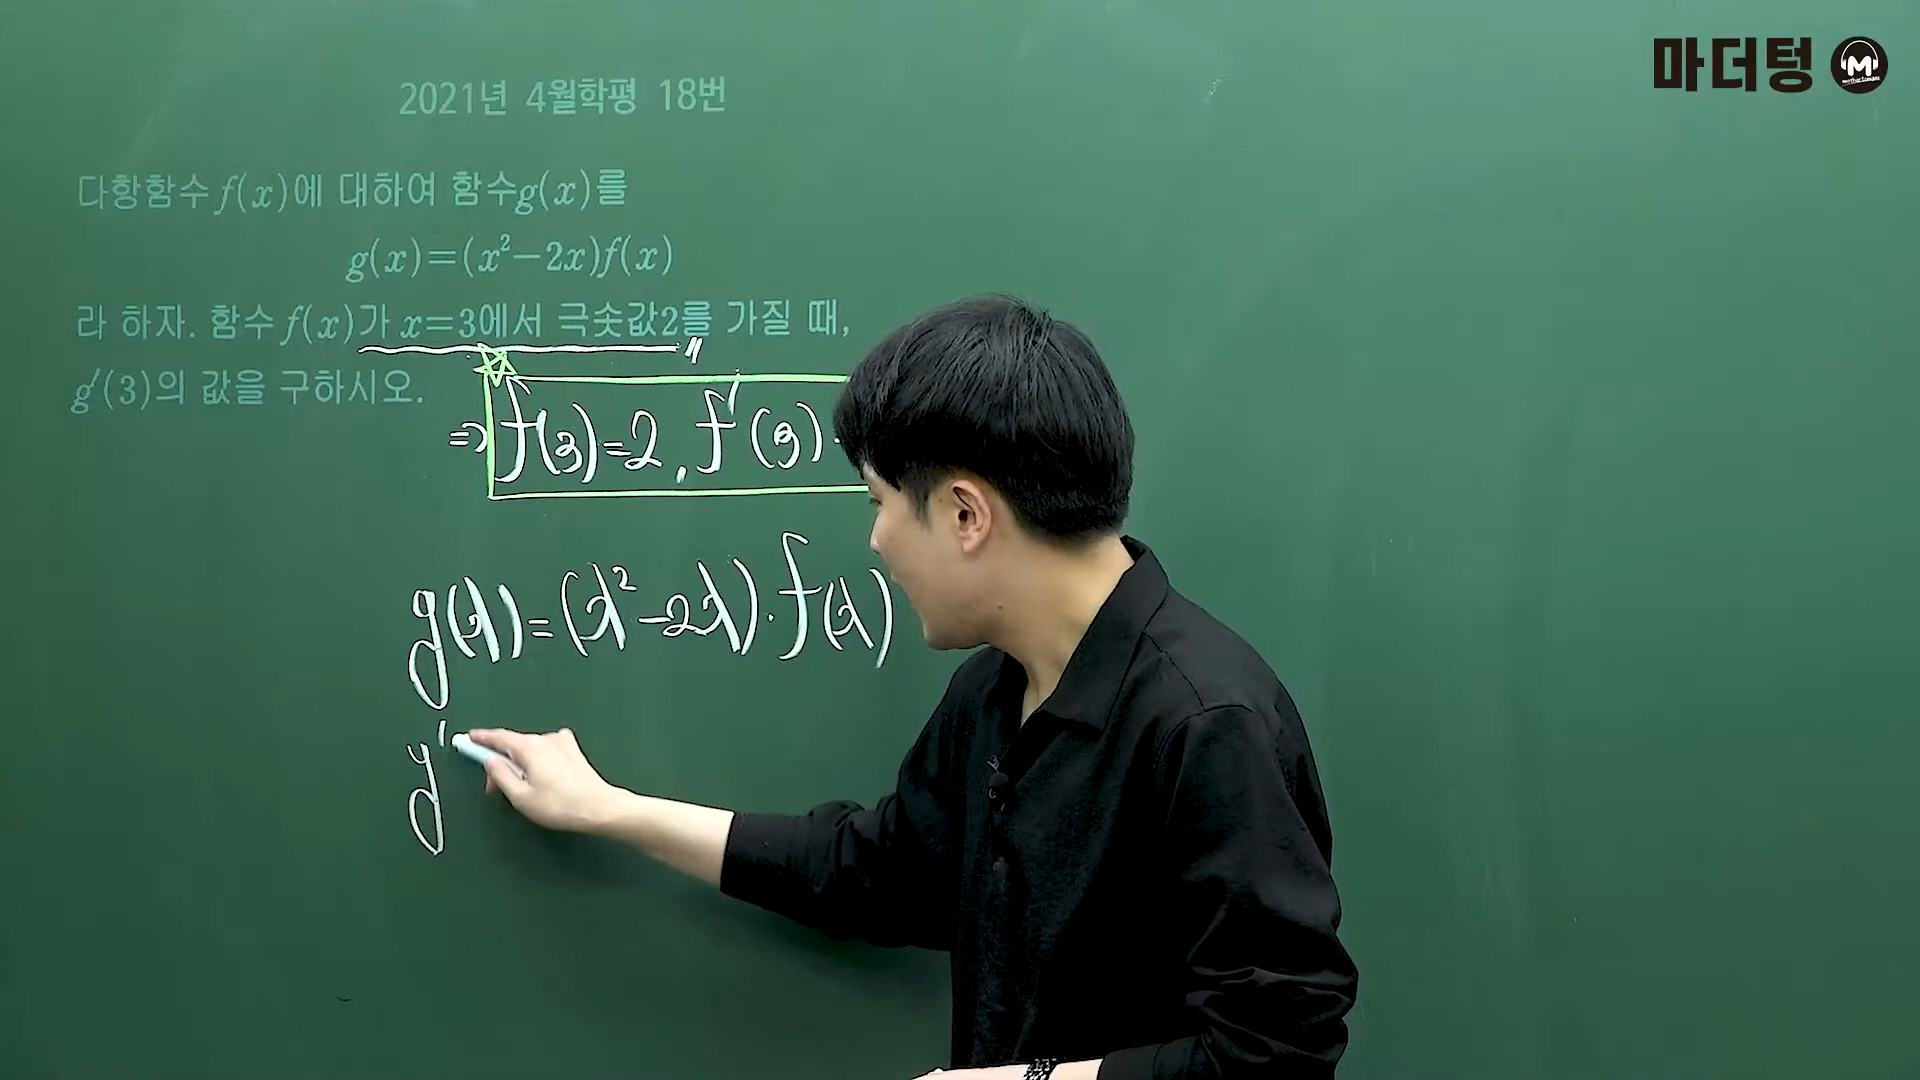 마더텅 M
2021년 4월학평 18번
다항함수 f(x)에 대하여 함수g(x)를
g(x)=(x²-2x)f(x)
라 하자. 함수 f(x)가 x=3에서 극솟값2를 가질 때,
g′(3)의 값을 구하시오.
⇒ f(3)=2, f′(3)
g(x)=(x²-2x)·f(x)
g′